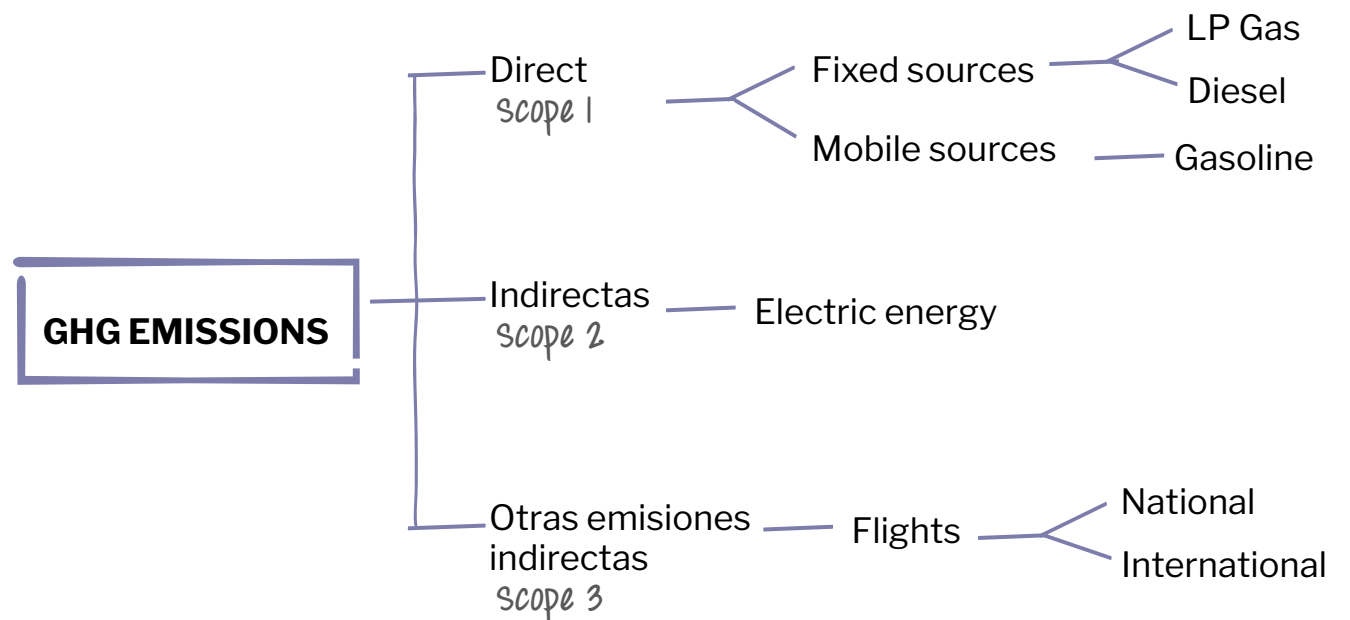 GHG EMISSIONS
Direct
Scope 1
Fixed sources
LP Gas
Diesel
Mobile sources
Gasoline
Indirectas
Scope 2
Electric energy
Otras emisiones
indirectas
Scope 3
Flights
National
International